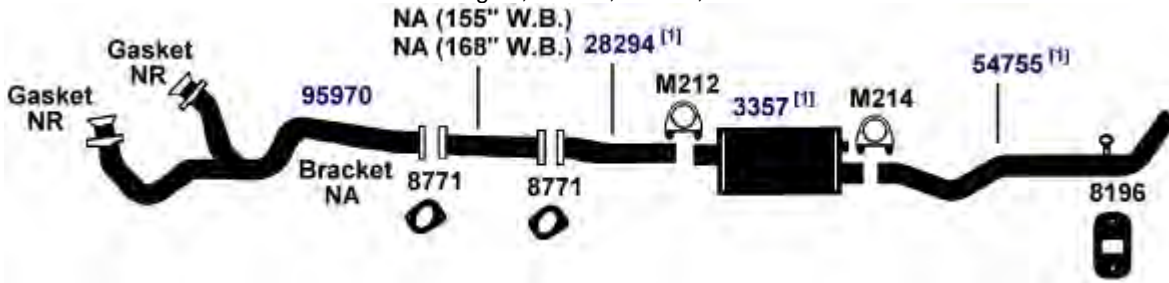 NA (155" W.B.)
NA (168" W.B.)
28294 [1]
54755 [1]
Gasket
NR
Gasket
NR
95970
M212
3357 [1]
M214
Bracket
NA
8771
8771
8196